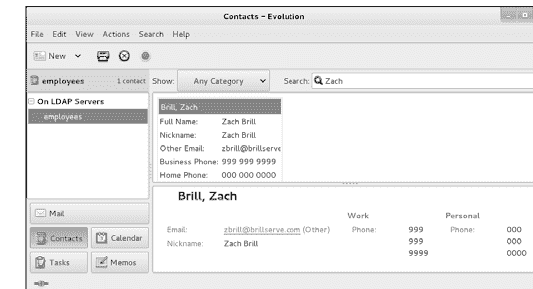 Contacts – Evolution
File Edit View Actions Search Help
New
employees 1 contact Show: Any Category Search: Zach
On LDAP Servers
employees
Brill, Zach
Full Name: Zach Brill
Nickname: Zach Brill
Other Email: zbrill@brillserve
Business Phone: 999 999 9999
Home Phone: 000 000 0000
Brill, Zach
Work Personal
Email: zbrill@brillserve.com (Other) Phone: 999 Phone: 000
Nickname: Zach Brill 999 000
9999 0000
Mail
Contacts Calendar
Tasks Memos